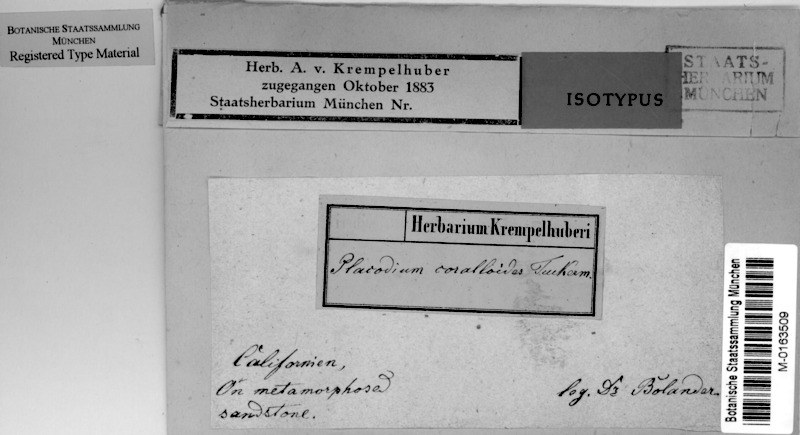 BOTANISCHE STAATSSAMMLUNG
MÜNCHEN
Registered Type Material
Herb. A. v. Krempelhuber
zugegangen Oktober 1883
Staatsherbarium München Nr.
ISOTYPUS
STAATS-
HERBARIUM
MÜNCHEN
Herbarium Krempelhuberi
Placodium coralloides Tuckerm.
Californien,
On metamorphosed
sandstone.
leg. Dr Bolander.
Botanische Staatssammlung München
M-0163509